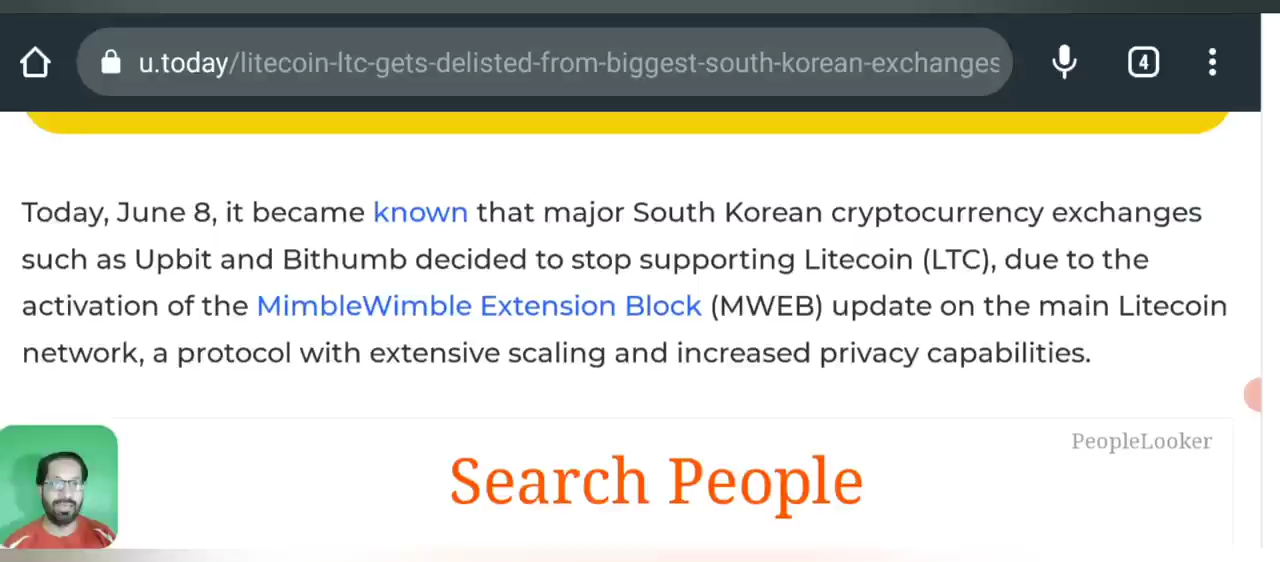 u.today/litecoin-ltc-gets-delisted-from-biggest-south-korean-exchanges
4
Today, June 8, it became known that major South Korean cryptocurrency exchanges
such as Upbit and Bithumb decided to stop supporting Litecoin (LTC), due to the
activation of the MimbleWimble Extension Block (MWEB) update on the main Litecoin
network, a protocol with extensive scaling and increased privacy capabilities.
PeopleLooker
Search People